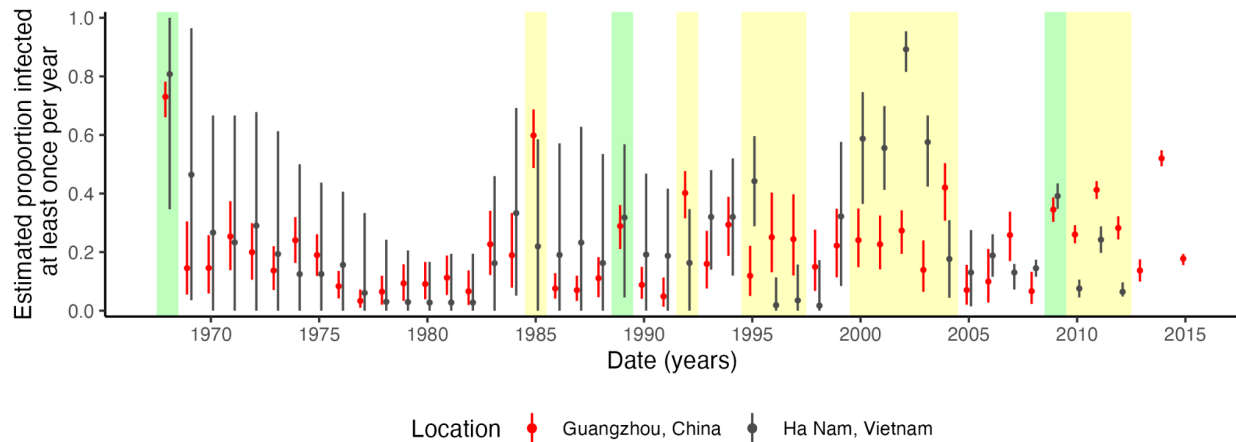 Estimated proportion infected
at least once per year
1.0
0.8
0.6
0.4
0.2
0.0
1970 1975 1980 1985 1990 1995 2000 2005 2010 2015
Date (years)
Location Guangzhou, China Ha Nam, Vietnam